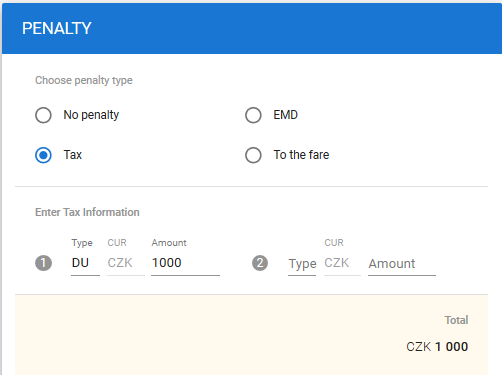 PENALTY
Choose penalty type
No penalty EMD
Tax To the fare
Enter Tax Information
Type CUR Amount CUR
1 DU CZK 1000 2 Type CZK Amount
Total
CZK 1 000